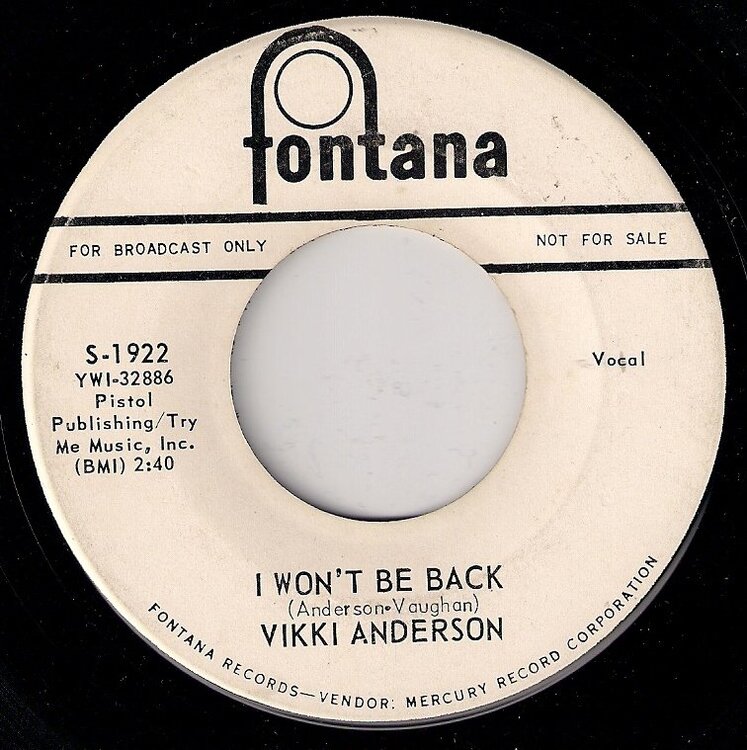 fontana
FOR BROADCAST ONLY
NOT FOR SALE
S-1922
YW1-32886
Pistol
Publishing/Try
Me Music, Inc.
(BMI) 2:40
Vocal
I WON'T BE BACK
(Anderson•Vaughan)
VIKKI ANDERSON
FONTANA RECORDS—VENDOR: MERCURY RECORD CORPORATION